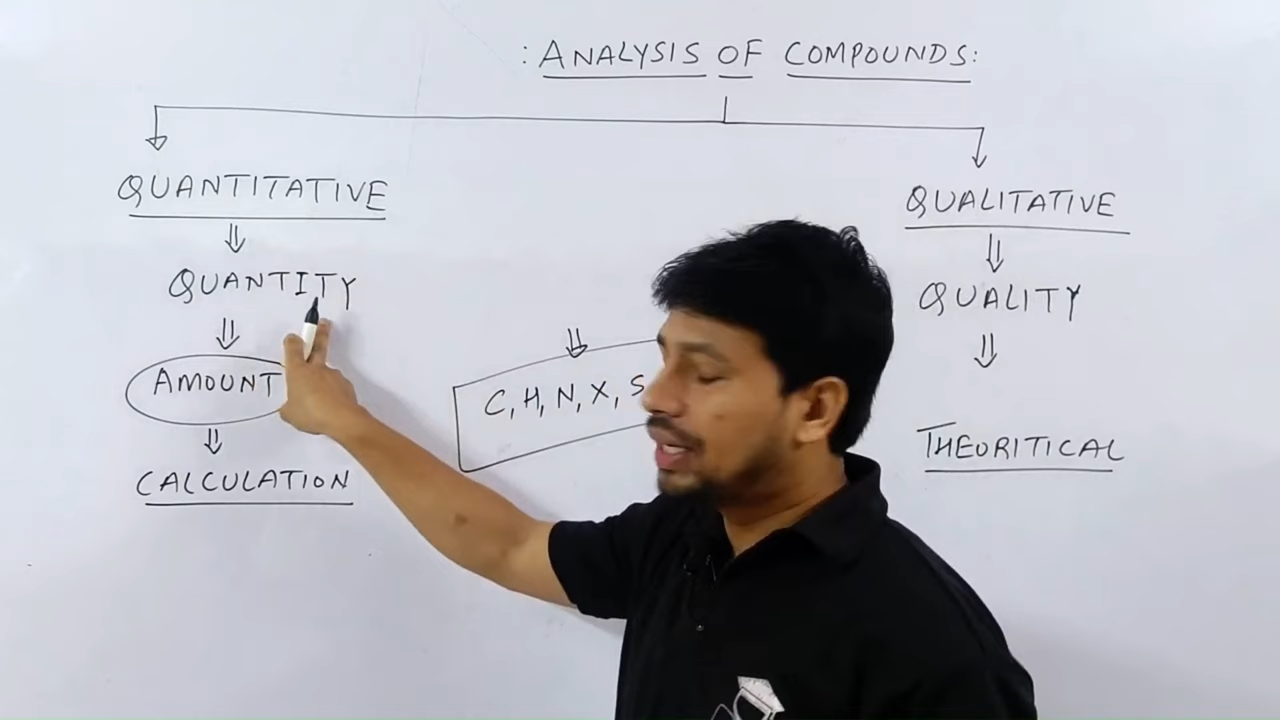 : ANALYSIS OF COMPOUNDS:
QUANTITATIVE
QUANTITY
AMOUNT
CALCULATION
C, H, N, X, S
QUALITATIVE
QUALITY
THEORITICAL